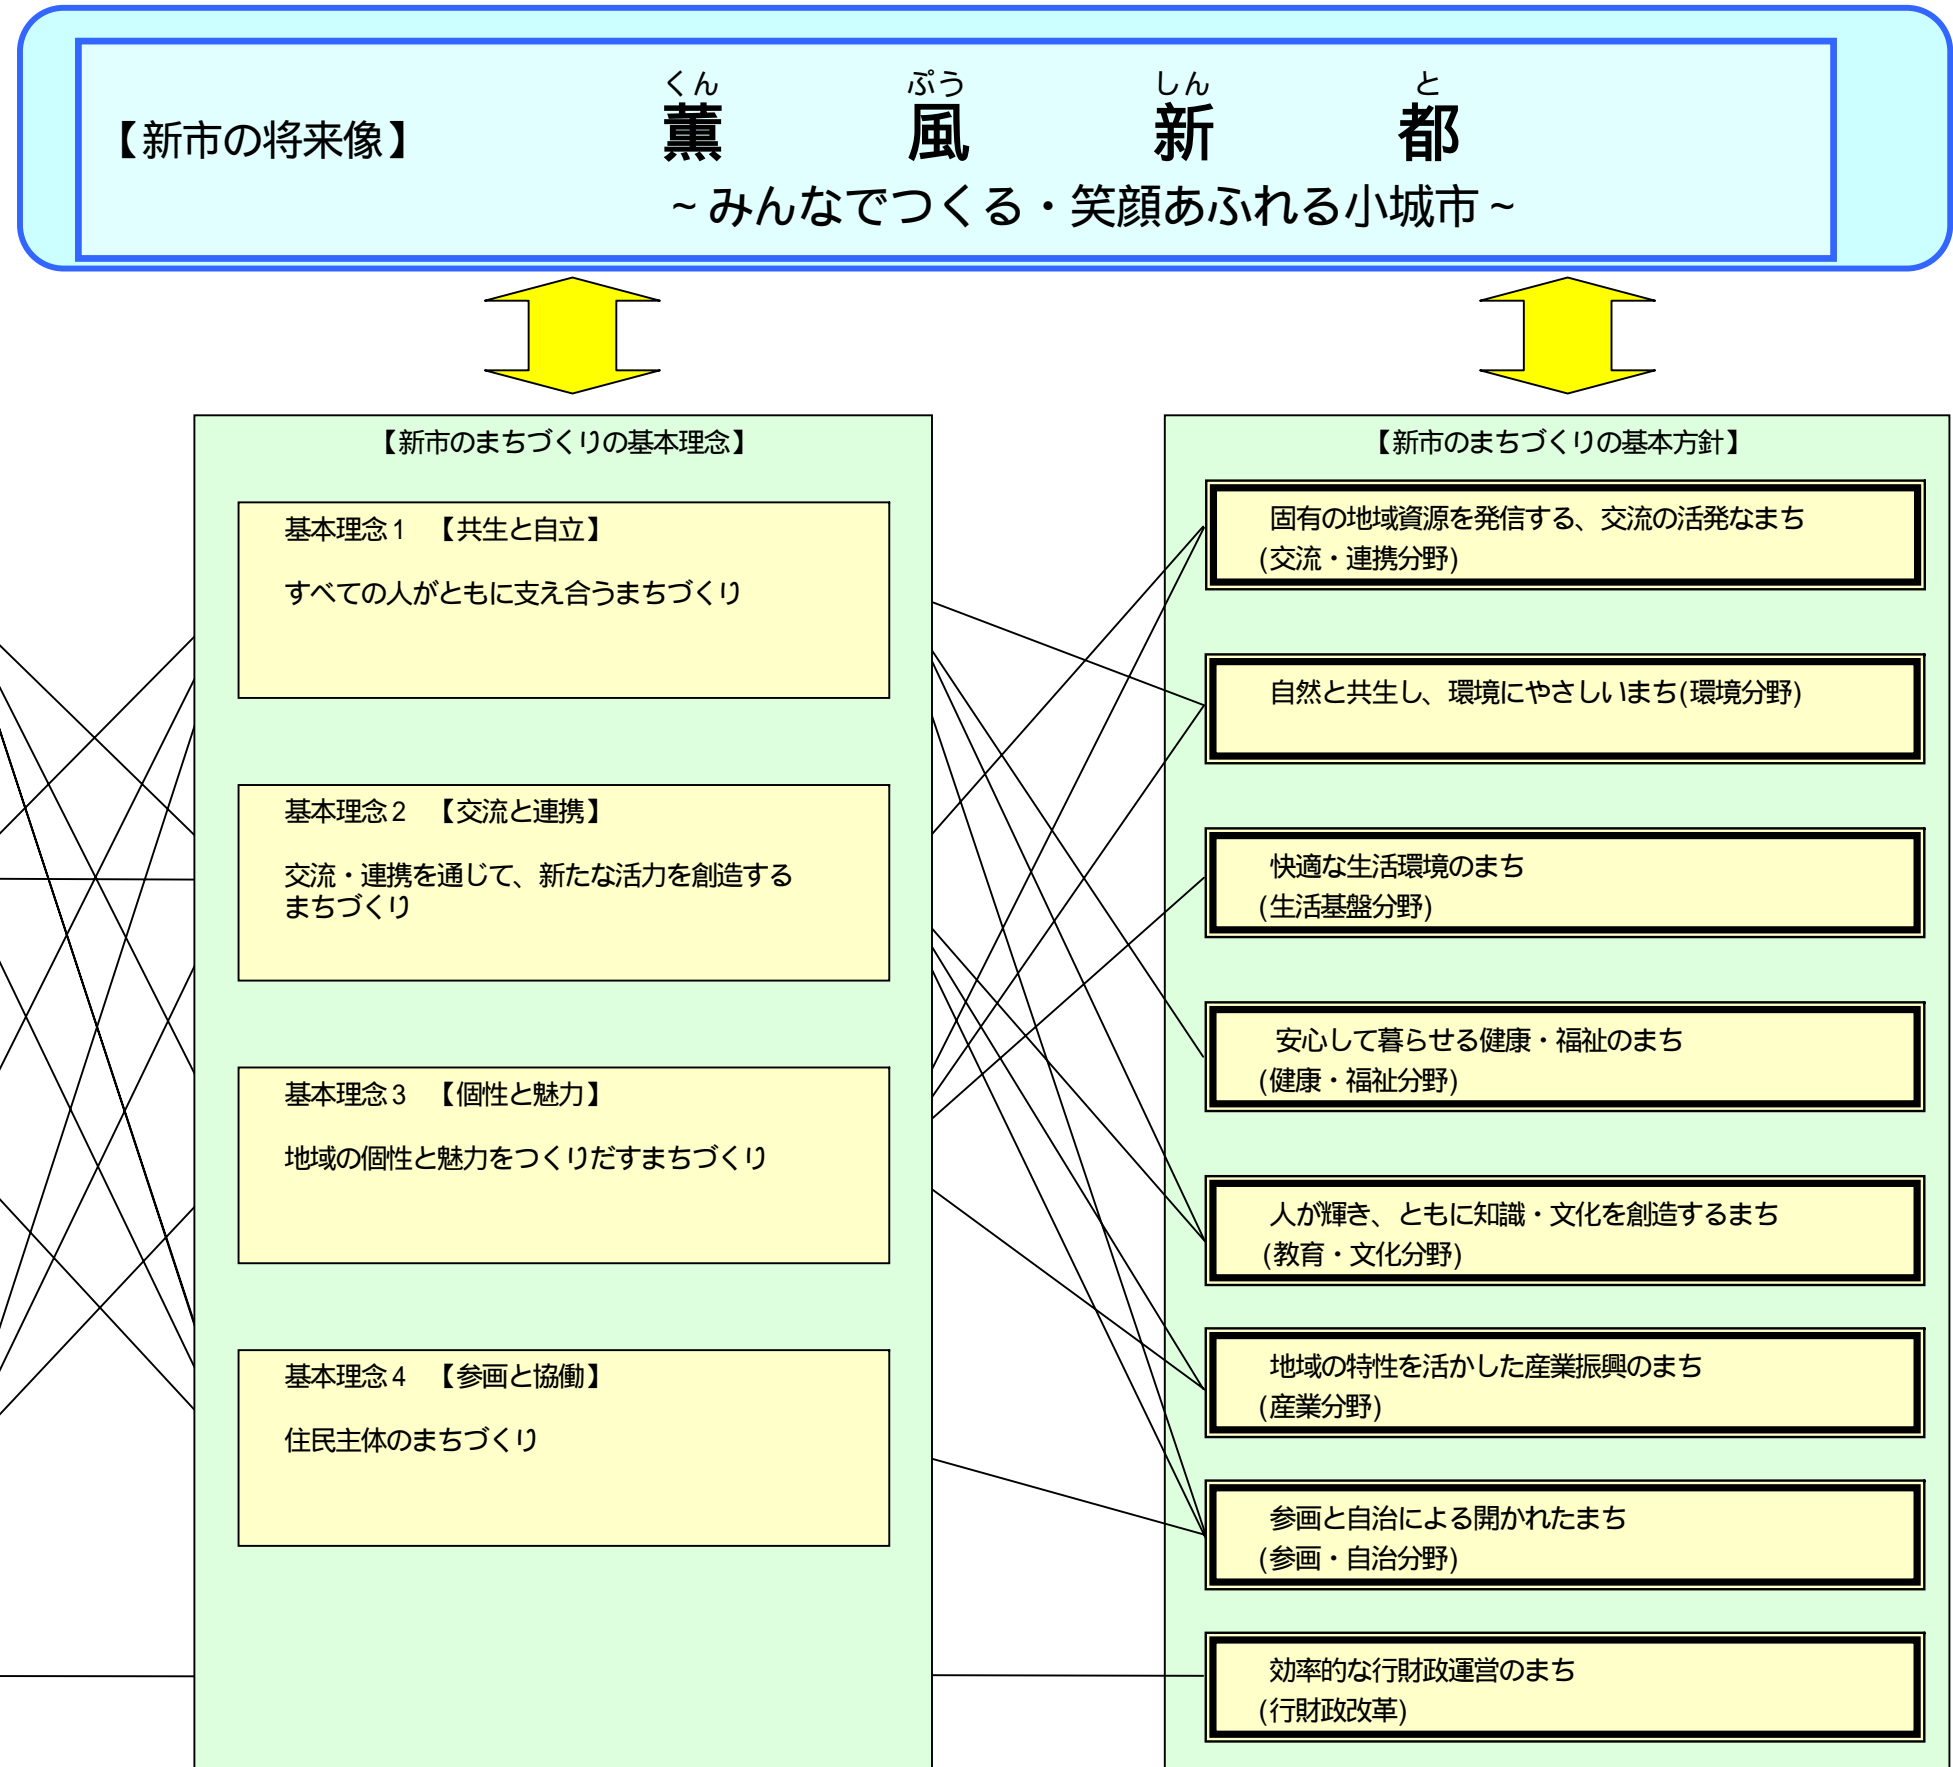 くん ぷう しん と
【新市の将来像】 薫 風 新 都
~みんなでつくる・笑顔あふれる小城市~
【新市のまちづくりの基本理念】
基本理念1 【共生と自立】
すべての人がともに支え合うまちづくり
基本理念2 【交流と連携】
交流・連携を通じて、新たな活力を創造する
まちづくり
基本理念3 【個性と魅力】
地域の個性と魅力をつくりだすまちづくり
基本理念4 【参画と協働】
住民主体のまちづくり
【新市のまちづくりの基本方針】
固有の地域資源を発信する、交流の活発なまち
(交流・連携分野)
自然と共生し、環境にやさしいまち(環境分野)
快適な生活環境のまち
(生活基盤分野)
安心して暮らせる健康・福祉のまち
(健康・福祉分野)
人が輝き、ともに知識・文化を創造するまち
(教育・文化分野)
地域の特性を活かした産業振興のまち
(産業分野)
参画と自治による開かれたまち
(参画・自治分野)
効率的な行財政運営のまち
(行財政改革)